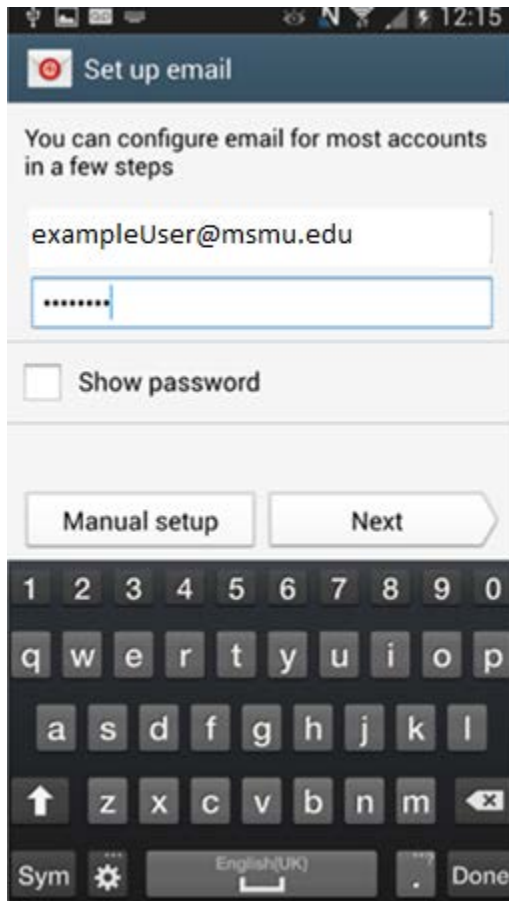 12:15
Set up email
You can configure email for most accounts
in a few steps
exampleUser@msmu.edu
••••••••
Show password
Manual setup Next
1 2 3 4 5 6 7 8 9 0
q w e r t y u i o p
a s d f g h j k l
z x c v b n m
Sym English(UK) . Done